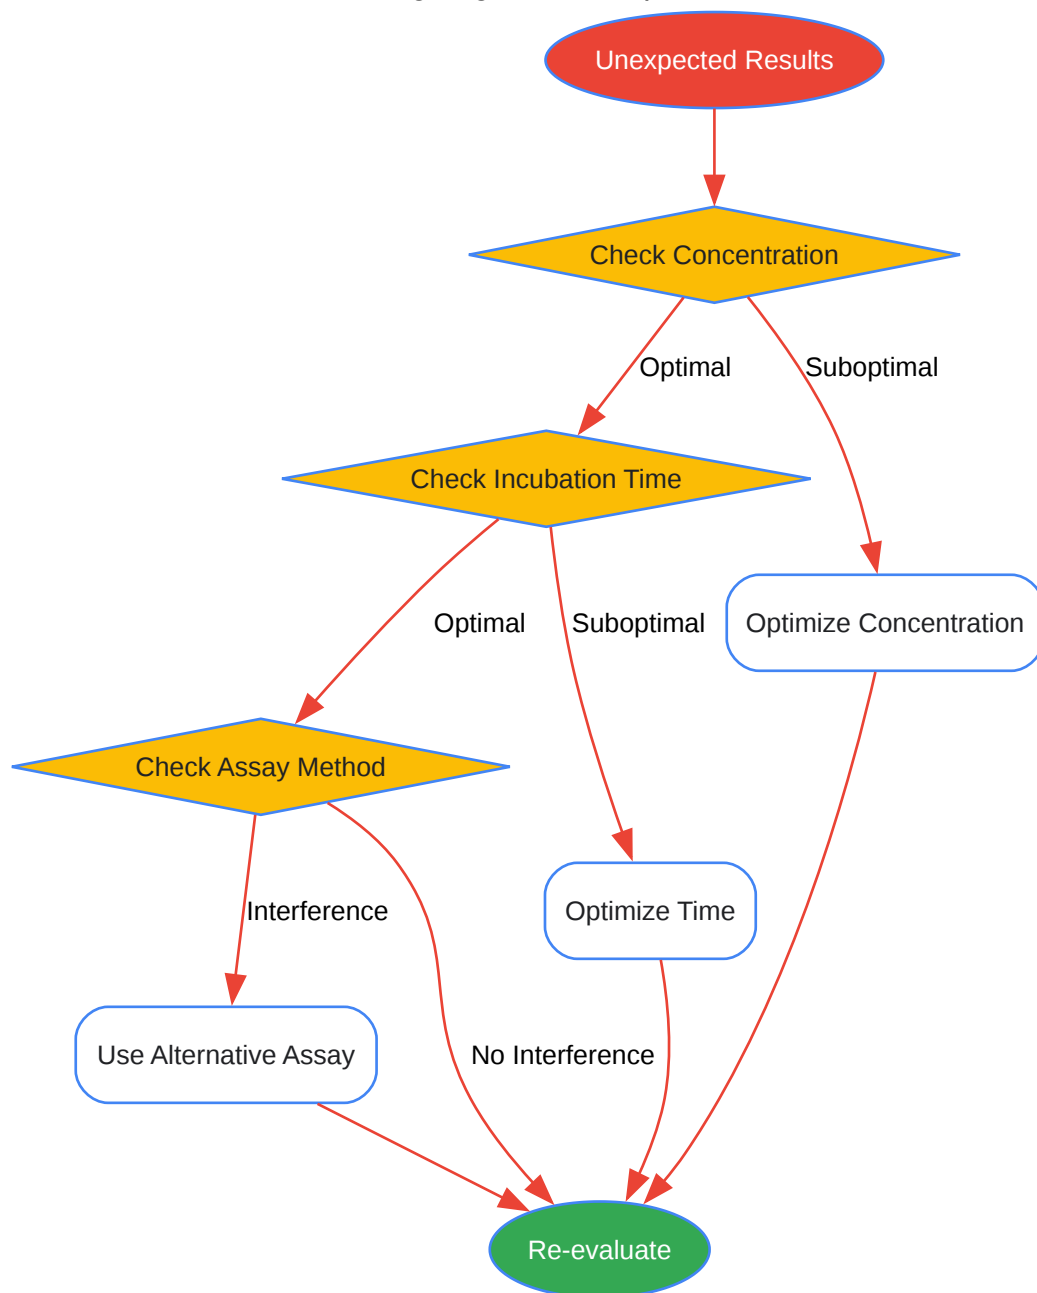 Unexpected Results
Check Concentration
Optimal
Suboptimal
Check Incubation Time
Optimal
Suboptimal
Optimize Concentration
Check Assay Method
Interference
Optimize Time
Use Alternative Assay
No Interference
Re-evaluate